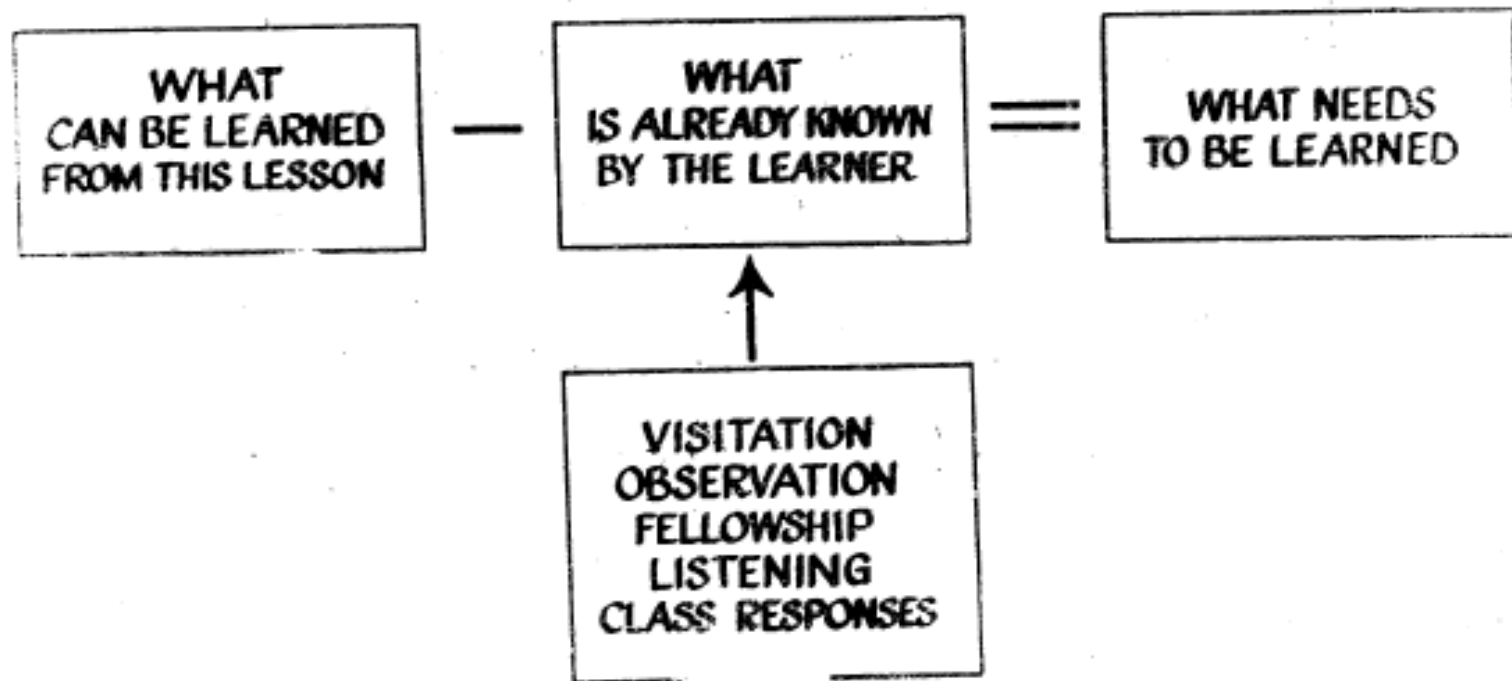 WHAT
CAN BE LEARNED
FROM THIS LESSON
—
WHAT
IS ALREADY KNOWN
BY THE LEARNER
=
WHAT NEEDS
TO BE LEARNED
VISITATION
OBSERVATION
FELLOWSHIP
LISTENING
CLASS RESPONSES